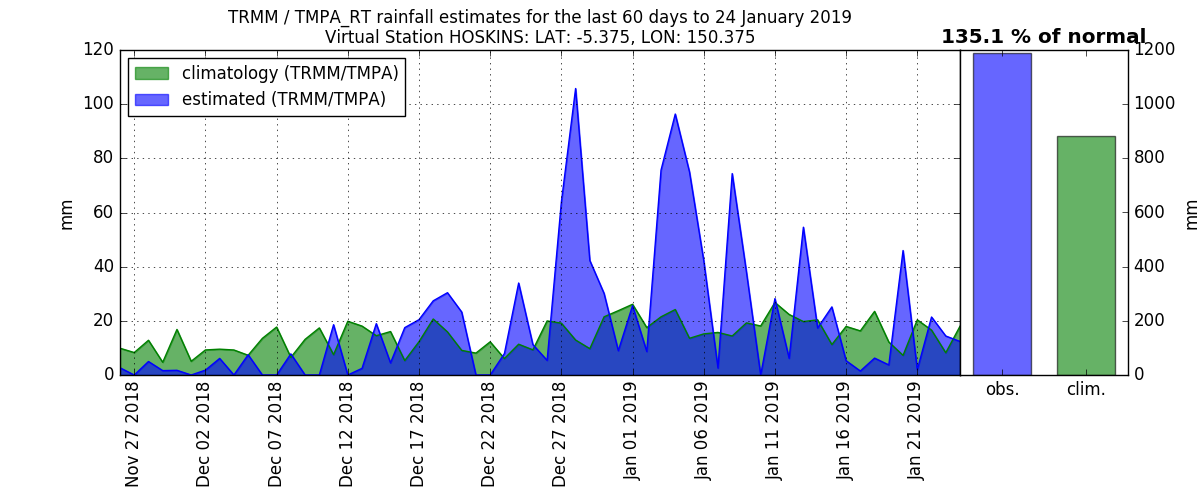 TRMM / TMPA_RT rainfall estimates for the last 60 days to 24 January 2019
Virtual Station HOSKINS: LAT: -5.375, LON: 150.375
135.1 % of normal
climatology (TRMM/TMPA)
estimated (TRMM/TMPA)
120
100
80
60
40
20
0
mm
Nov 27 2018
Dec 02 2018
Dec 07 2018
Dec 12 2018
Dec 17 2018
Dec 22 2018
Dec 27 2018
Jan 01 2019
Jan 06 2019
Jan 11 2019
Jan 16 2019
Jan 21 2019
obs.
clim.
1200
1000
800
600
400
200
0
mm